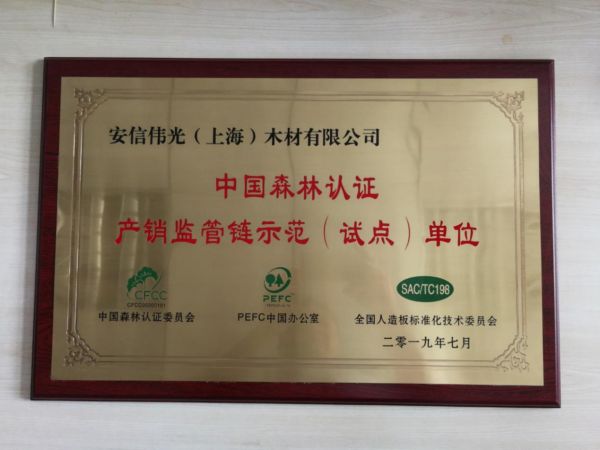 安信伟光（上海）木材有限公司
中国森林认证
产销监管链示范（试点）单位
CFCC
PEFC
SAC/TC198
中国森林认证委员会
PEFC中国办公室
全国人造板标准化技术委员会
二零一九年七月